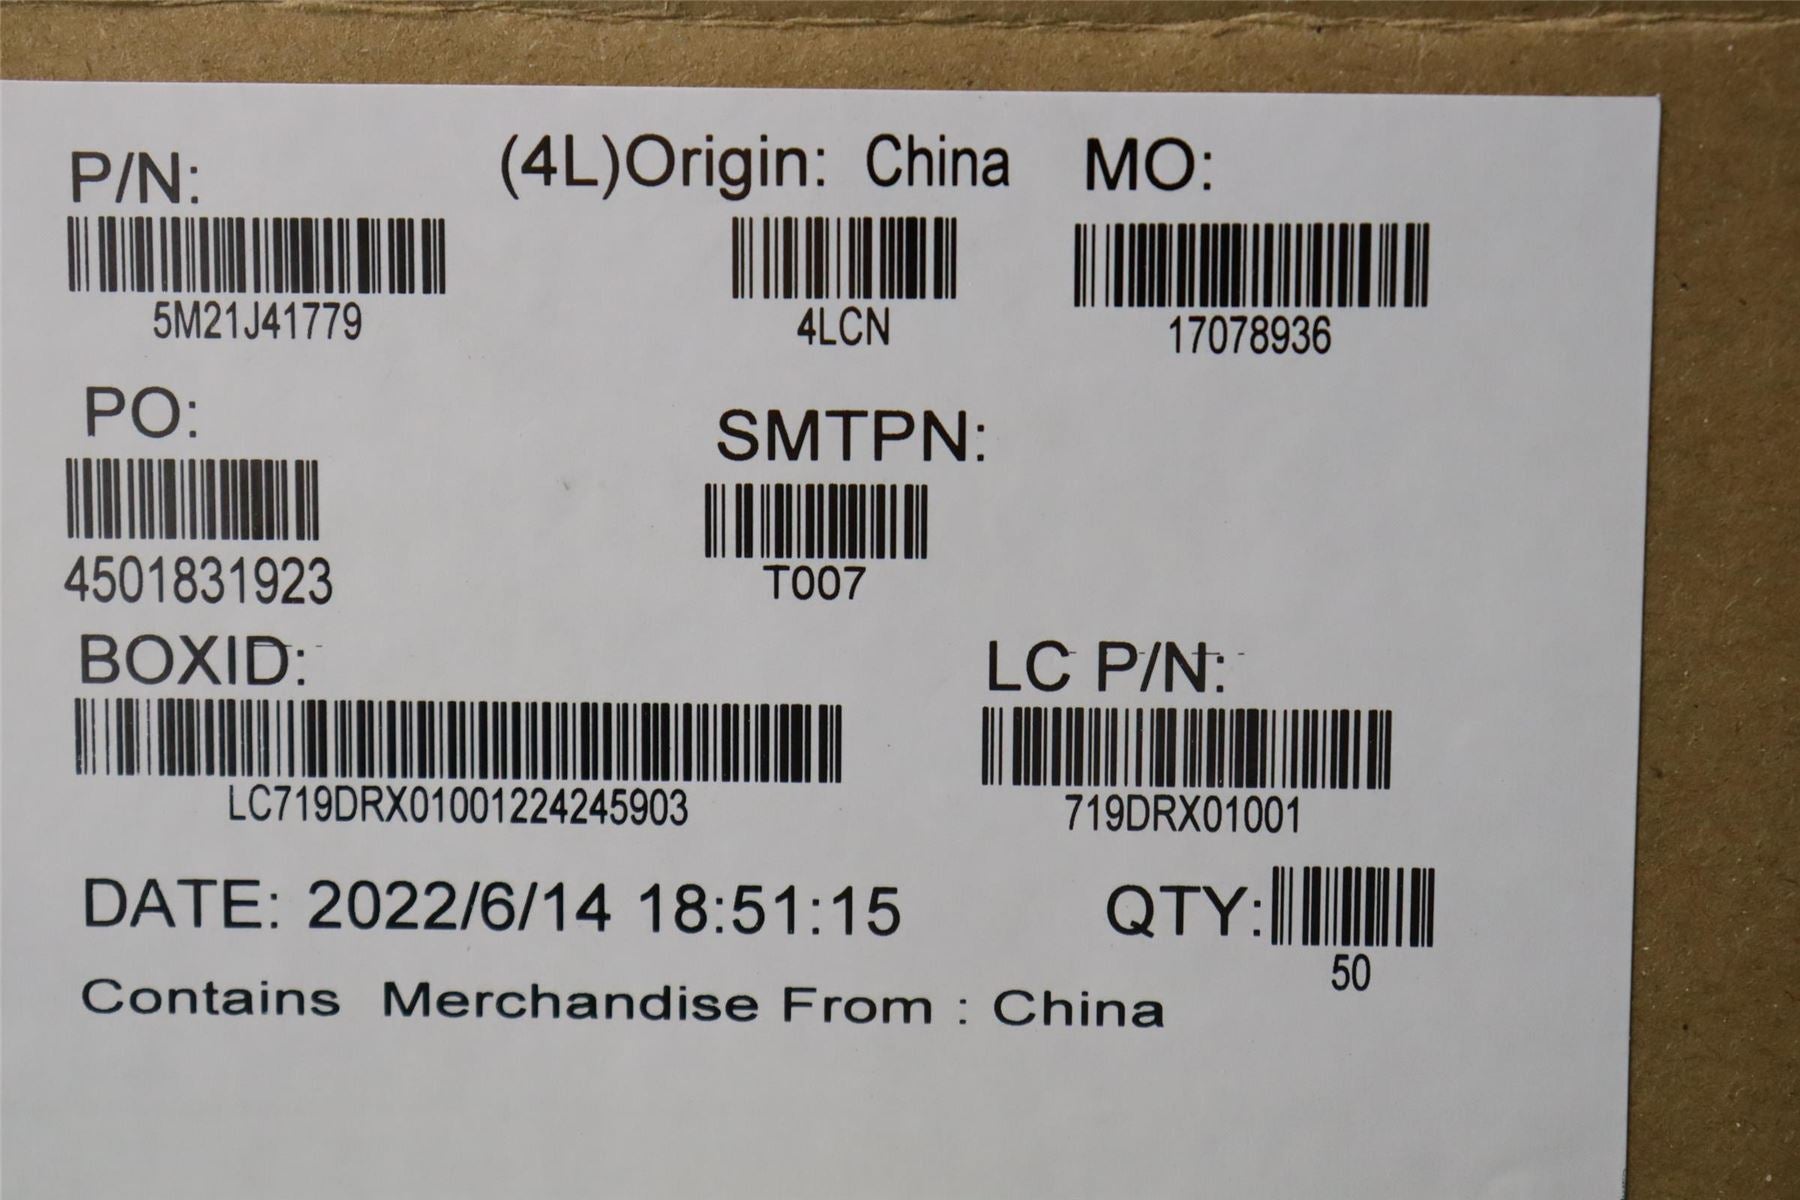 P/N:
(4L)Origin: China
MO:
5M21J41779
4LCN
17078936
PO:
SMTPN:
4501831923
T007
BOXID:
LC P/N:
LC719DRX01001224245903
719DRX01001
DATE: 2022/6/14 18:51:15
QTY:
50
Contains Merchandise From : China